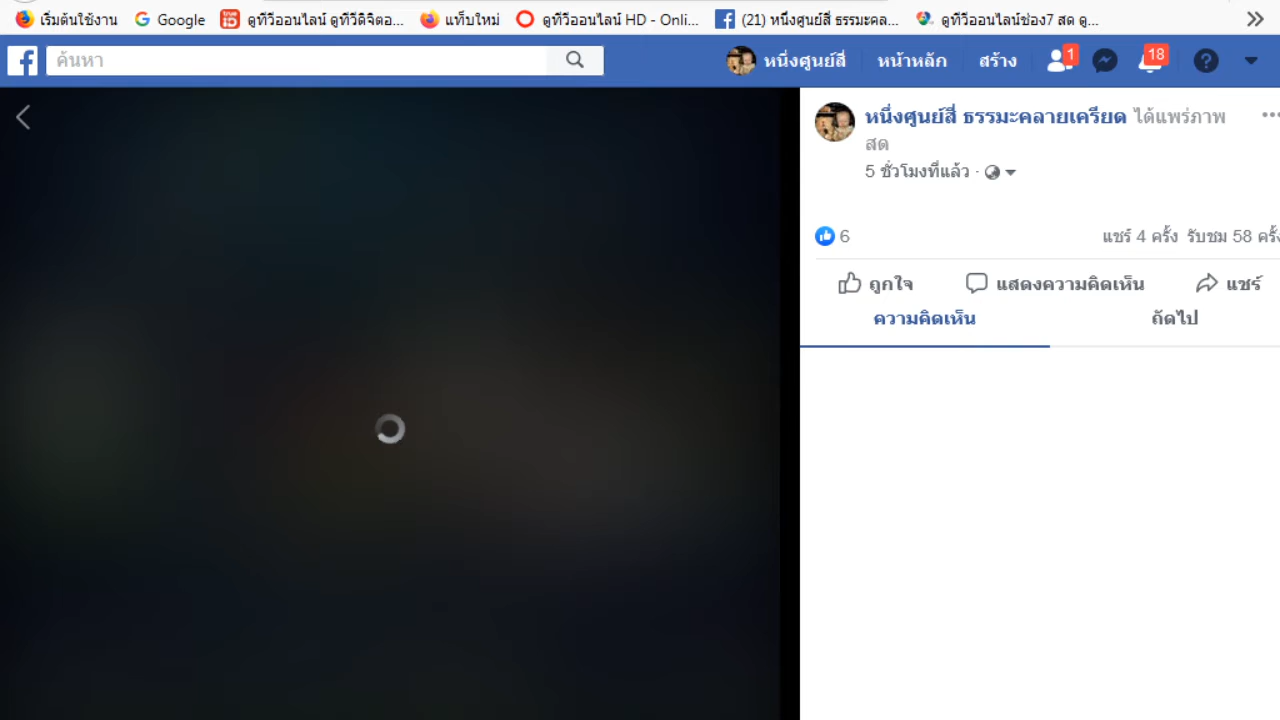 เริ่มต้นใช้งาน Google ดูทีวีออนไลน์ ดูทีวีดิจิตอ... แท็บใหม่ ดูทีวีออนไลน์ HD - Onli... (21) หนึ่งศูนย์สี่ ธรรมะคล... ดูทีวีออนไลน์ช่อง7 สด ดู...
ค้นหา หนึ่งศูนย์สี่ หน้าหลัก สร้าง 1 18
หนึ่งศูนย์สี่ ธรรมะคลายเครียด ได้แพร่ภาพ
สด
5 ชั่วโมงที่แล้ว ·
6 แชร์ 4 ครั้ง รับชม 58 ครั้ง
ถูกใจ แสดงความคิดเห็น แชร์
ความคิดเห็น ถัดไป